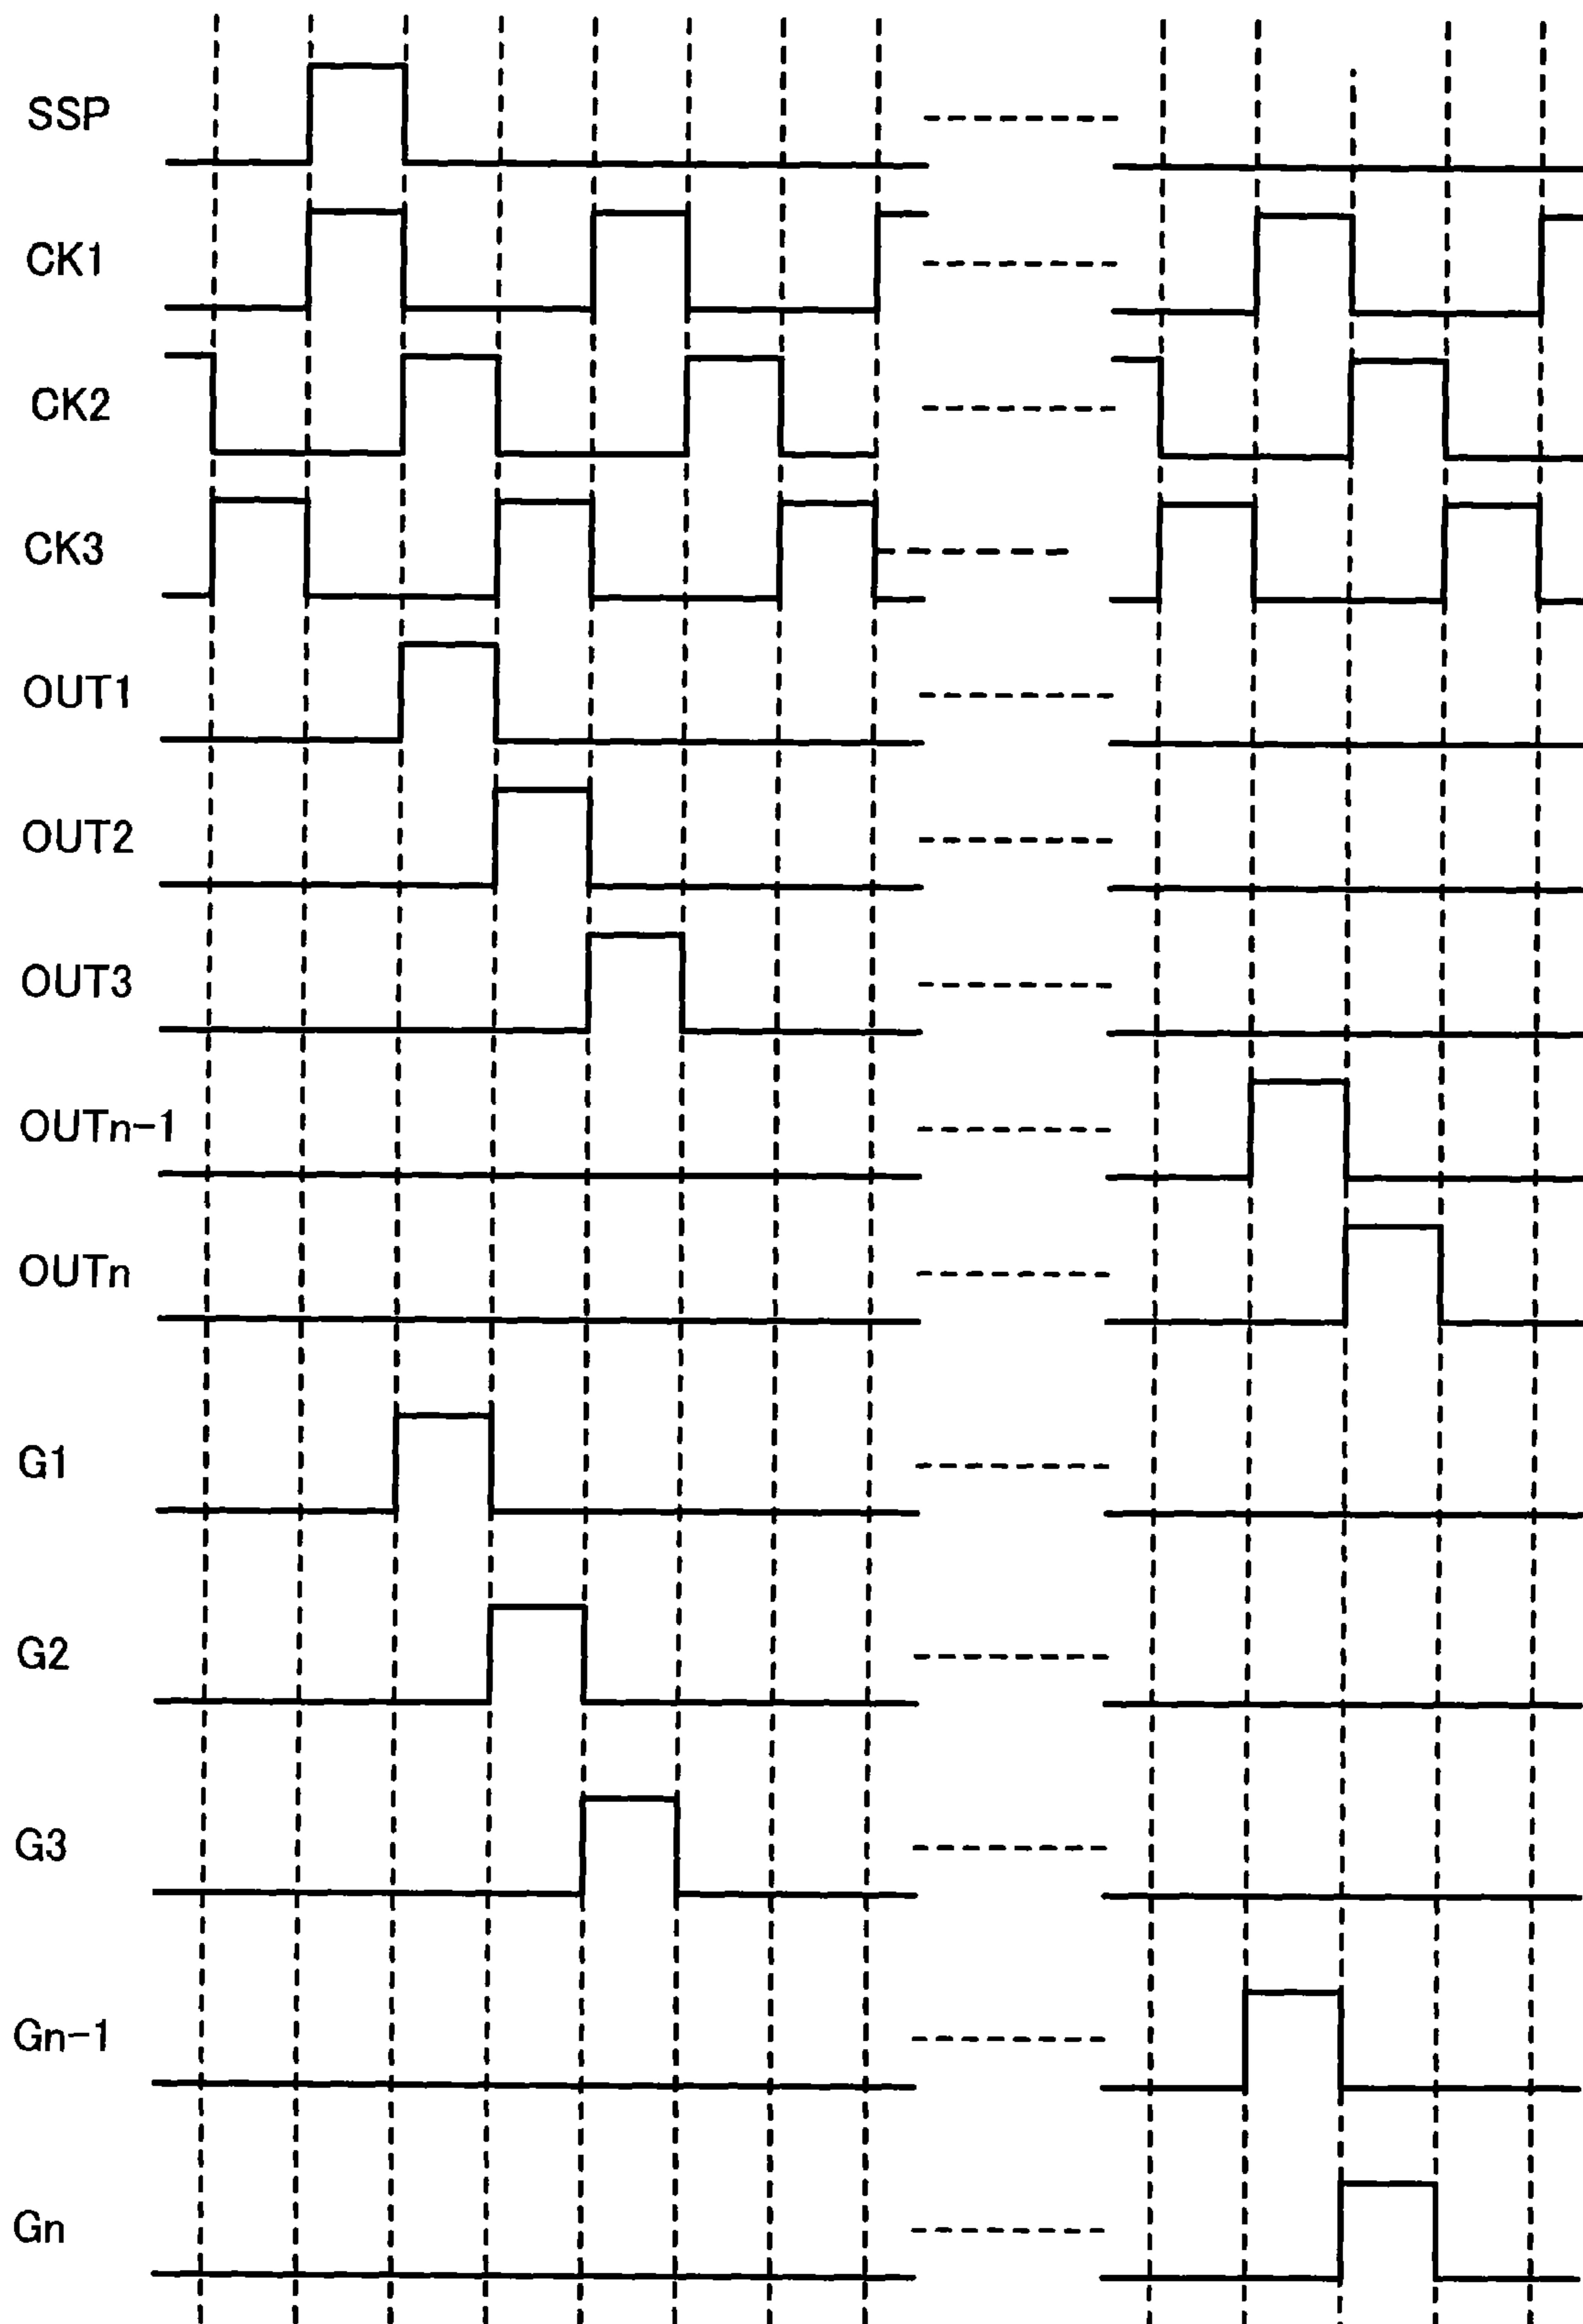 SSP
CK1
CK2
CK3
OUT1
OUT2
OUT3
OUTn-1
OUTn
G1
G2
G3
Gn-1
Gn